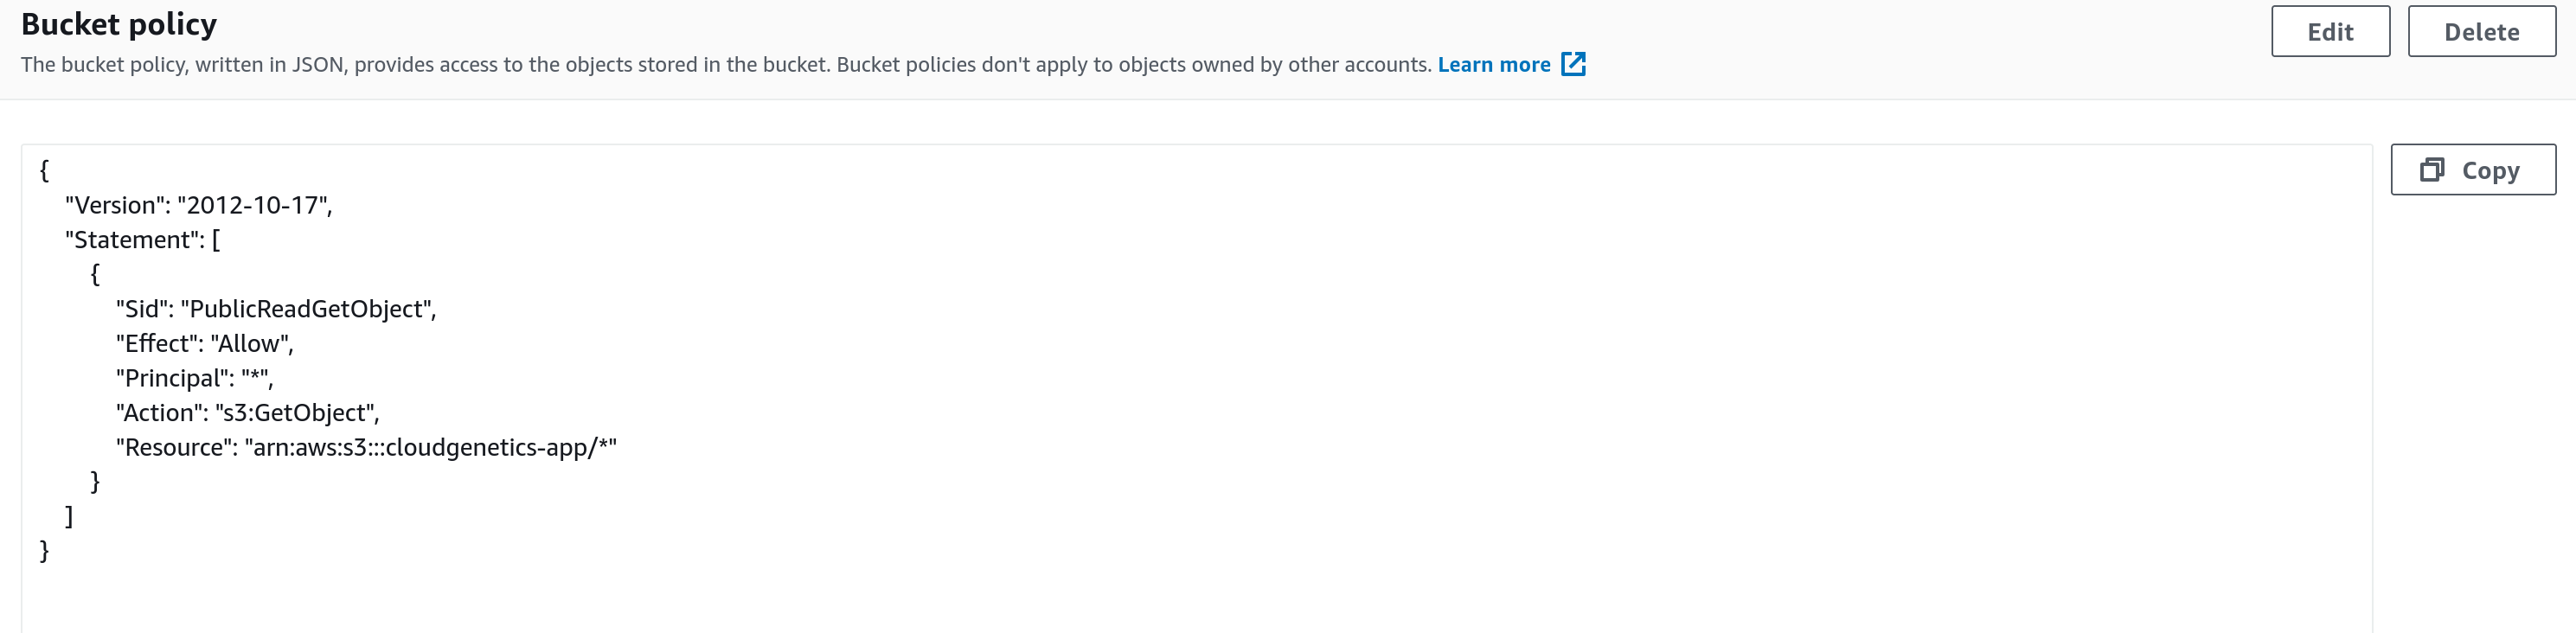 Bucket policy
Edit
Delete
The bucket policy, written in JSON, provides access to the objects stored in the bucket. Bucket policies don't apply to objects owned by other accounts. Learn more
Copy
{
"Version": "2012-10-17",
"Statement": [
{
"Sid": "PublicReadGetObject",
"Effect": "Allow",
"Principal": "*",
"Action": "s3:GetObject",
"Resource": "arn:aws:s3:::cloudgenetics-app/*"
}
]
}